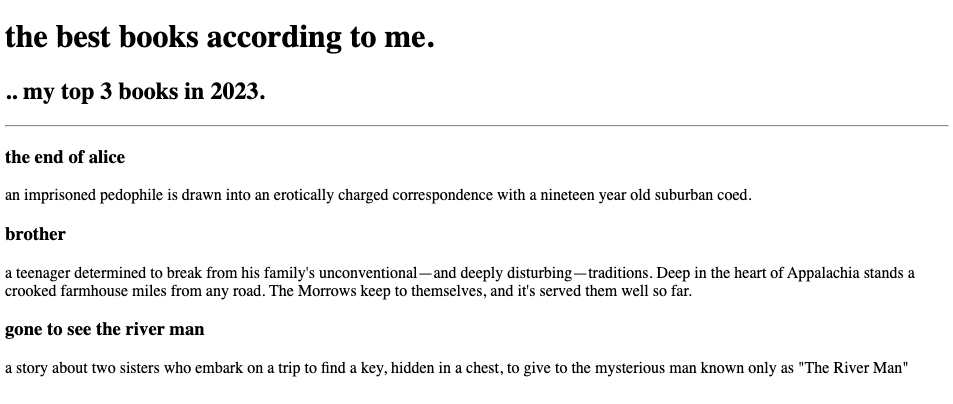 the best books according to me.
.. my top 3 books in 2023.
the end of alice
an imprisoned pedophile is drawn into an erotically charged correspondence with a nineteen year old suburban coed.
brother
a teenager determined to break from his family's unconventional—and deeply disturbing—traditions. Deep in the heart of Appalachia stands a
crooked farmhouse miles from any road. The Morrows keep to themselves, and it's served them well so far.
gone to see the river man
a story about two sisters who embark on a trip to find a key, hidden in a chest, to give to the mysterious man known only as "The River Man"